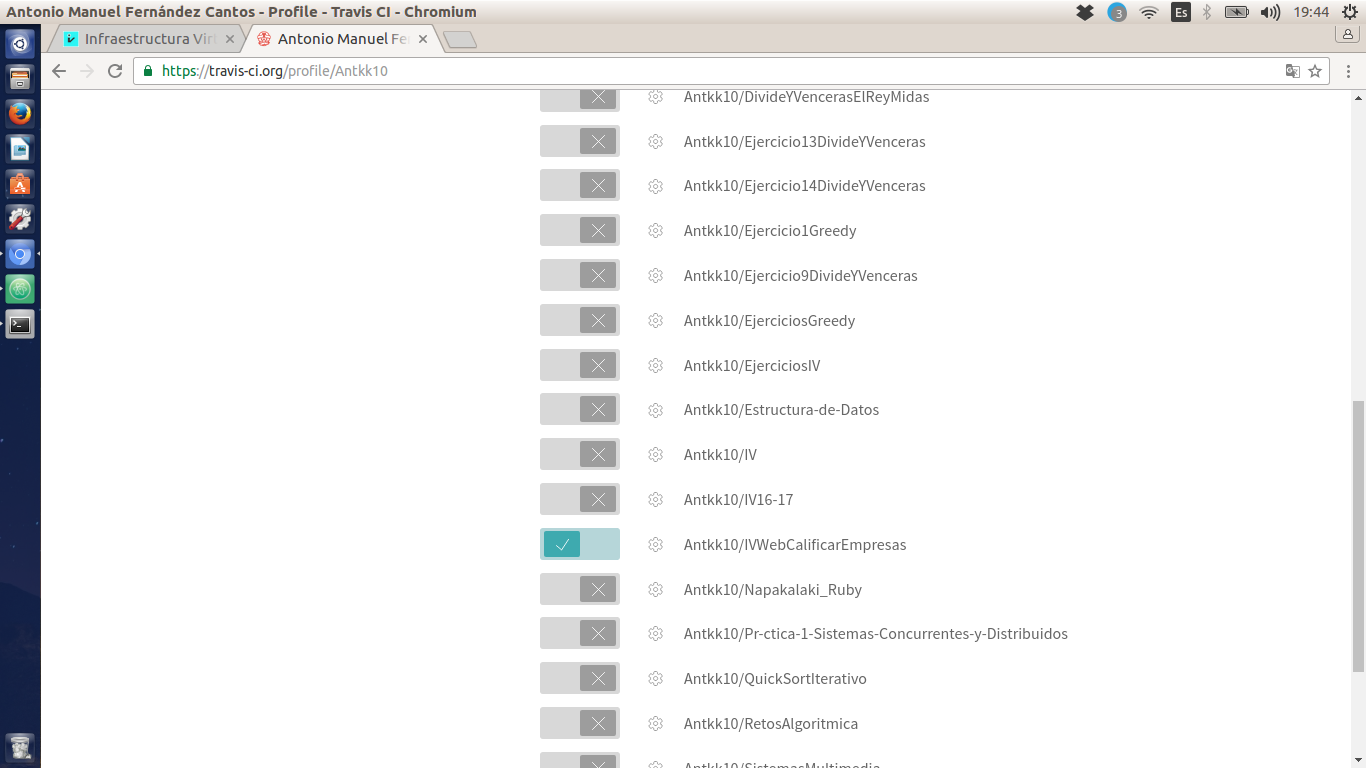 Antonio Manuel Fernández Cantos - Profile - Travis CI - Chromium
3
Es
19:44
Infraestructura Vir
Antonio Manuel Fe
https://travis-ci.org/profile/Antkk10
Antkk10/DivideYVencerasElReyMidas
Antkk10/Ejercicio13DivideYVenceras
Antkk10/Ejercicio14DivideYVenceras
Antkk10/Ejercicio1Greedy
Antkk10/Ejercicio9DivideYVenceras
Antkk10/EjerciciosGreedy
Antkk10/EjerciciosIV
Antkk10/Estructura-de-Datos
Antkk10/IV
Antkk10/IV16-17
Antkk10/IVWebCalificarEmpresas
Antkk10/Napakalaki_Ruby
Antkk10/Pr-ctica-1-Sistemas-Concurrentes-y-Distribuidos
Antkk10/QuickSortIterativo
Antkk10/RetosAlgoritmica
Antkk10/SistemasMultimedia